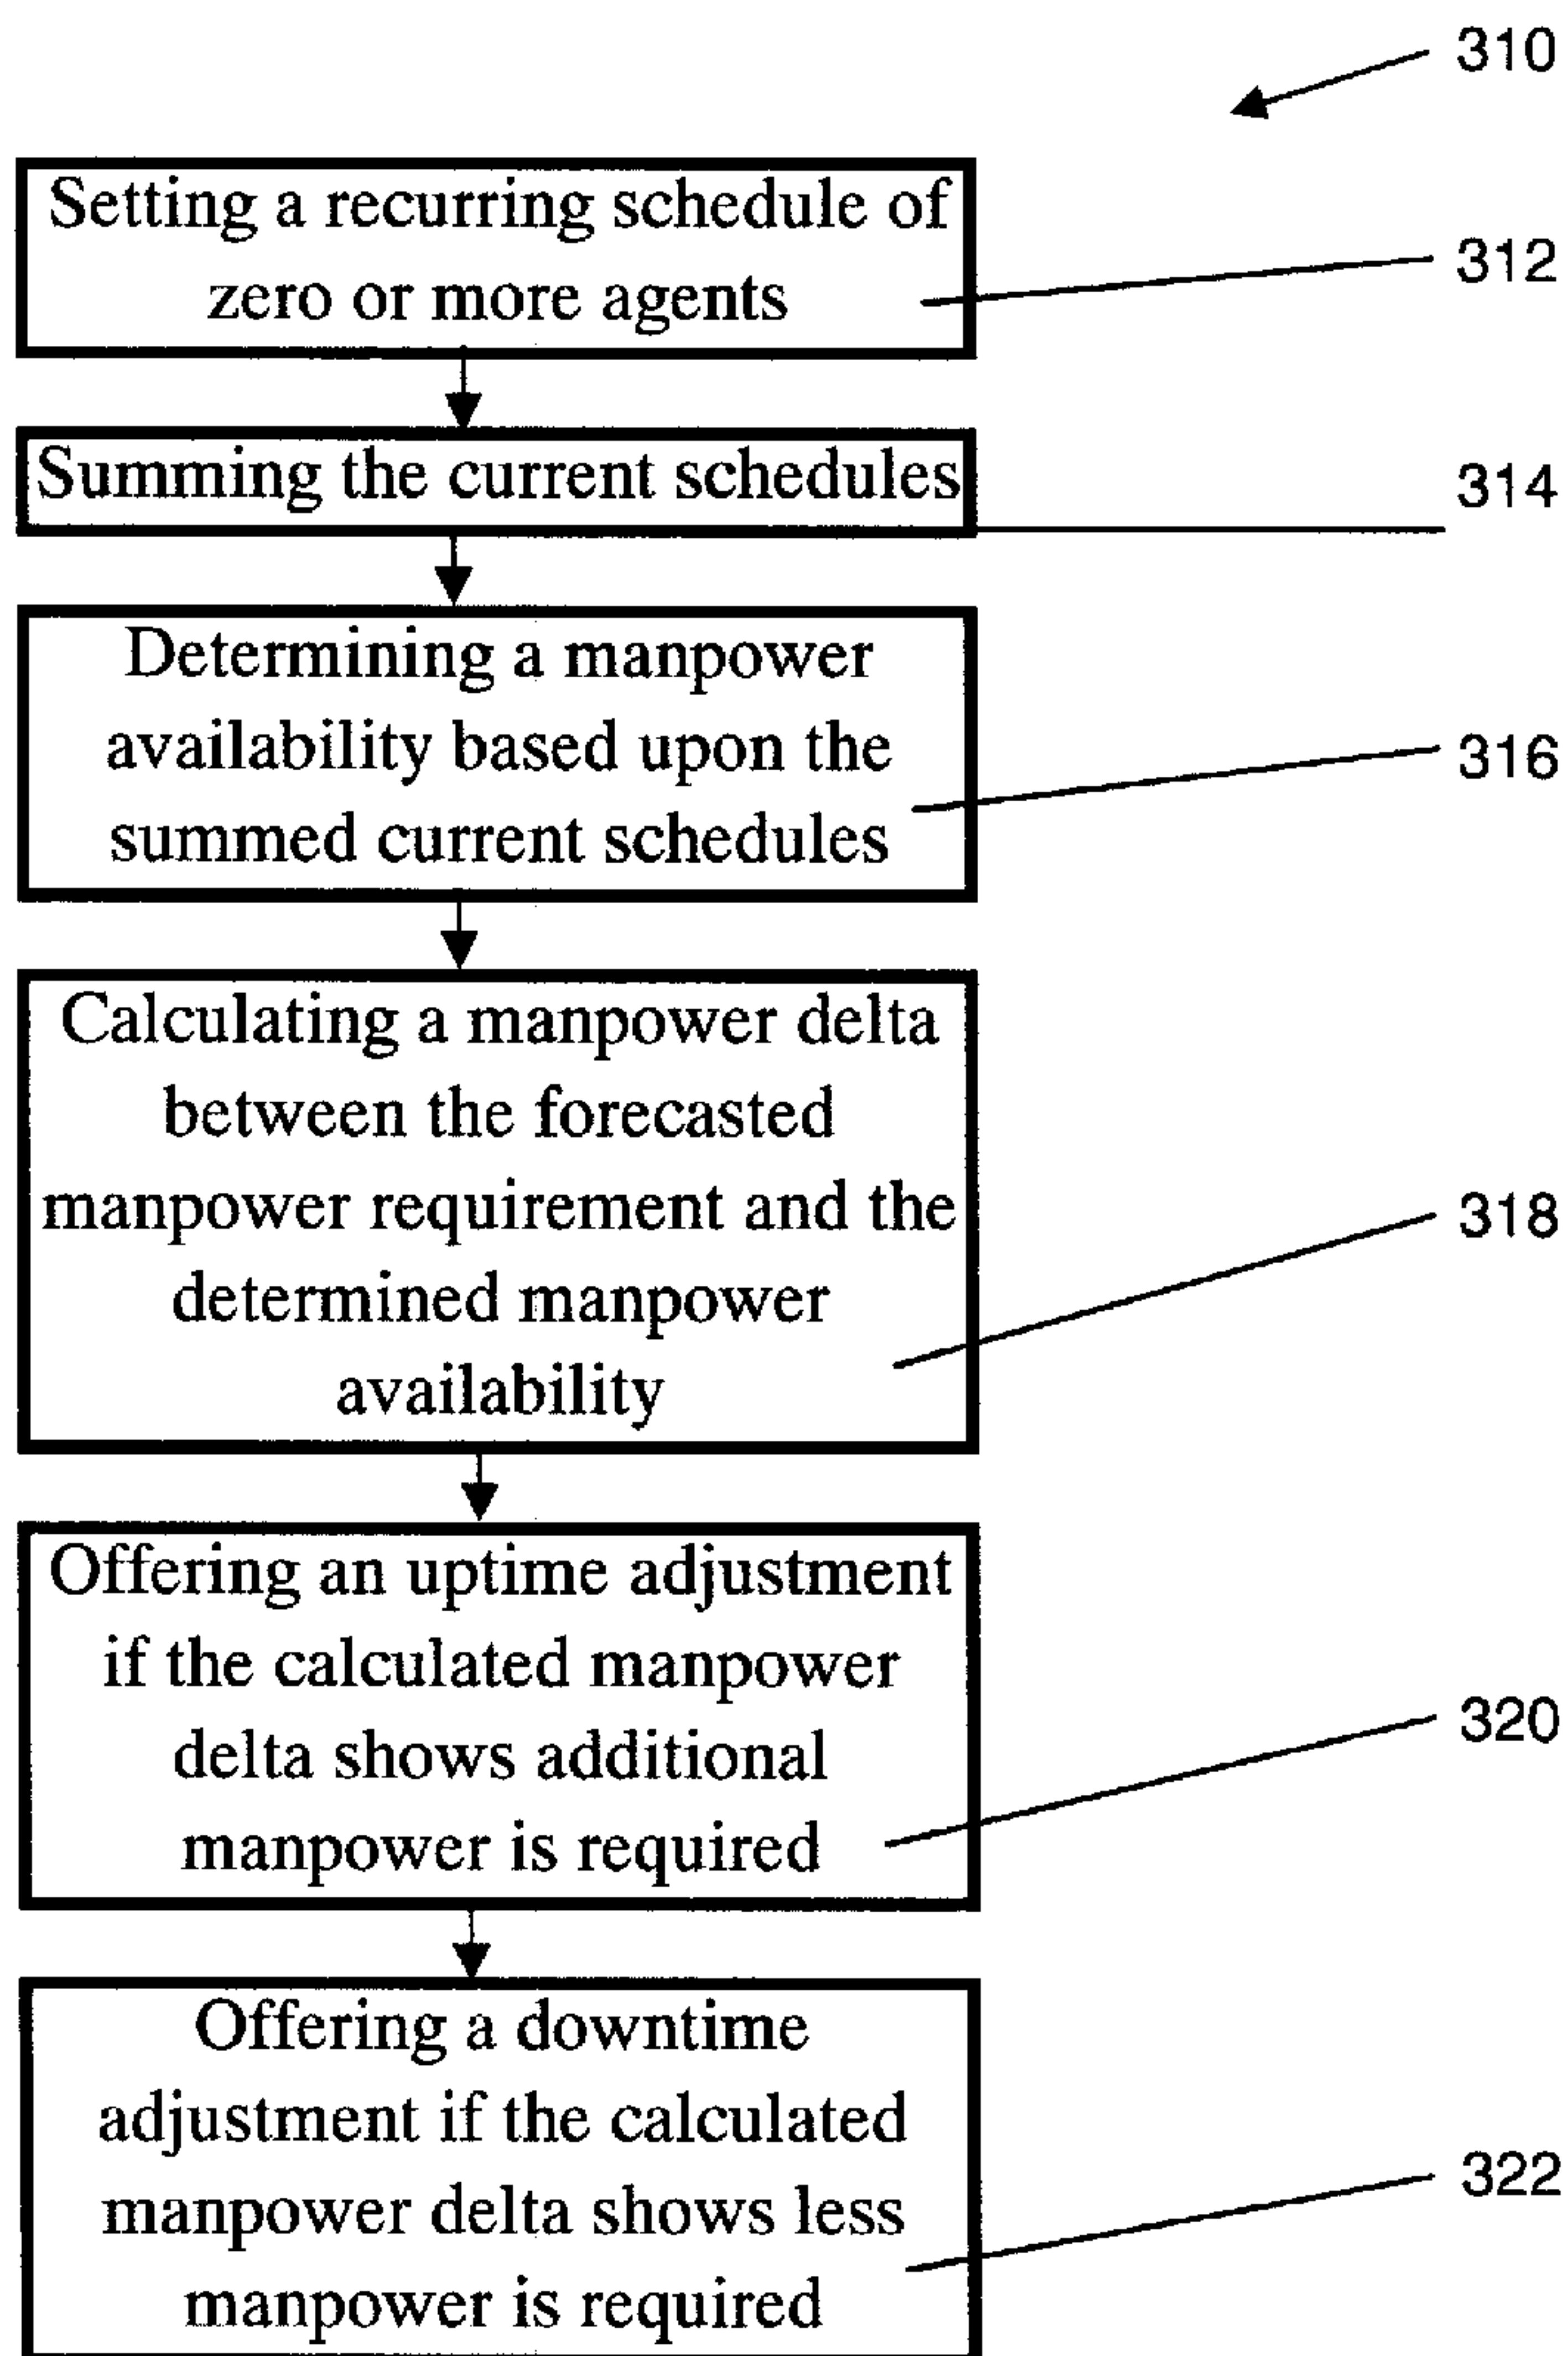 310
Setting a recurring schedule of
zero or more agents
312
Summing the current schedules
314
Determining a manpower
availability based upon the
summed current schedules
316
Calculating a manpower delta
between the forecasted
manpower requirement and the
determined manpower
availability
318
Offering an uptime adjustment
if the calculated manpower
delta shows additional
manpower is required
320
Offering a downtime
adjustment if the calculated
manpower delta shows less
manpower is required
322